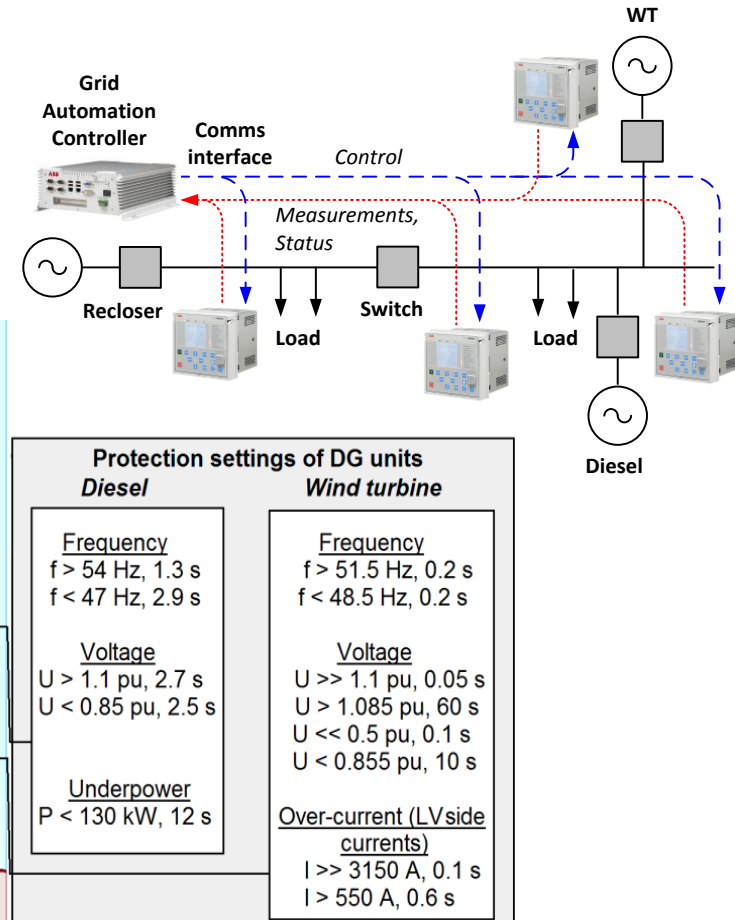 WT
Grid
Automation
Controller
Comms
interface
Control
ABB
Measurements,
Status
Recloser
Load
Switch
Load
Diesel
Protection settings of DG units
Diesel
Wind turbine
Frequency
f > 54 Hz, 1.3 s
f < 47 Hz, 2.9 s
Voltage
U > 1.1 pu, 2.7 s
U < 0.85 pu, 2.5 s
Underpower
P < 130 kW, 12 s
Frequency
f > 51.5 Hz, 0.2 s
f < 48.5 Hz, 0.2 s
Voltage
U >> 1.1 pu, 0.05 s
U > 1.085 pu, 60 s
U << 0.5 pu, 0.1 s
U < 0.855 pu, 10 s
Over-current (LV side
currents)
I >> 3150 A, 0.1 s
I > 550 A, 0.6 s